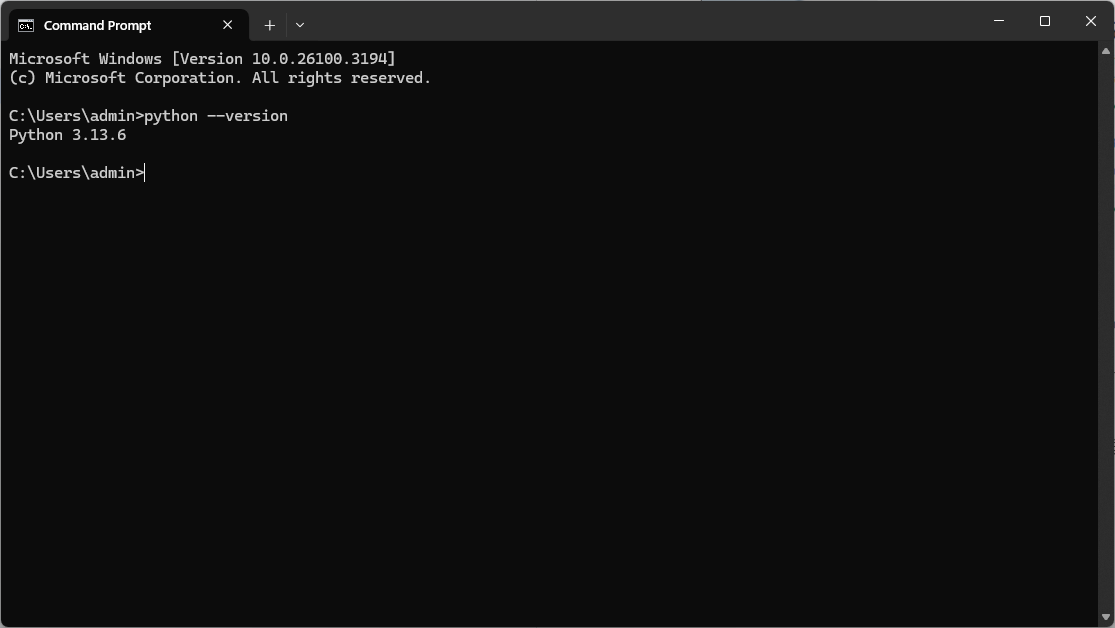 Command Prompt
Microsoft Windows [Version 10.0.26100.3194]
(c) Microsoft Corporation. All rights reserved.
C:\Users\admin>python --version
Python 3.13.6
C:\Users\admin>